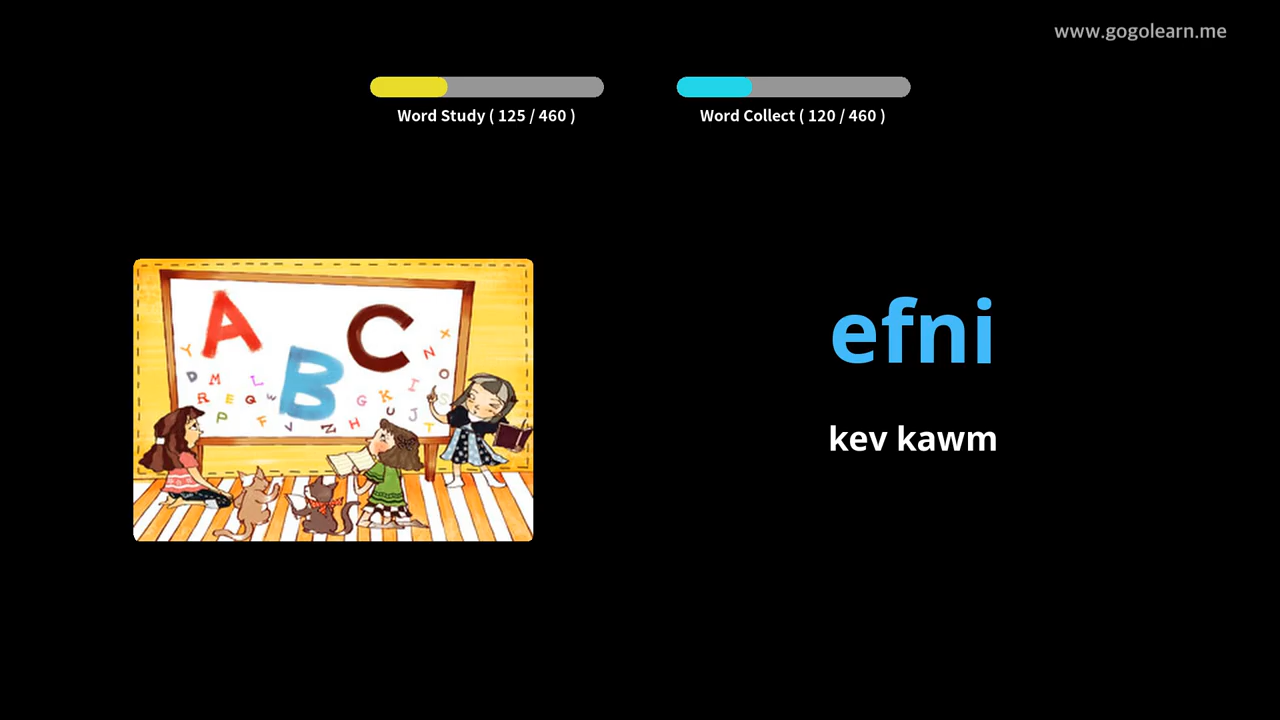 www.gogolearn.me
Word Study ( 125 / 460 )
Word Collect ( 120 / 460 )
A
B
C
Y
X
N
D
M
L
O
R
E
Q
W
G
K
I
S
P
F
V
Z
H
U
J
T
efni
kev kawm